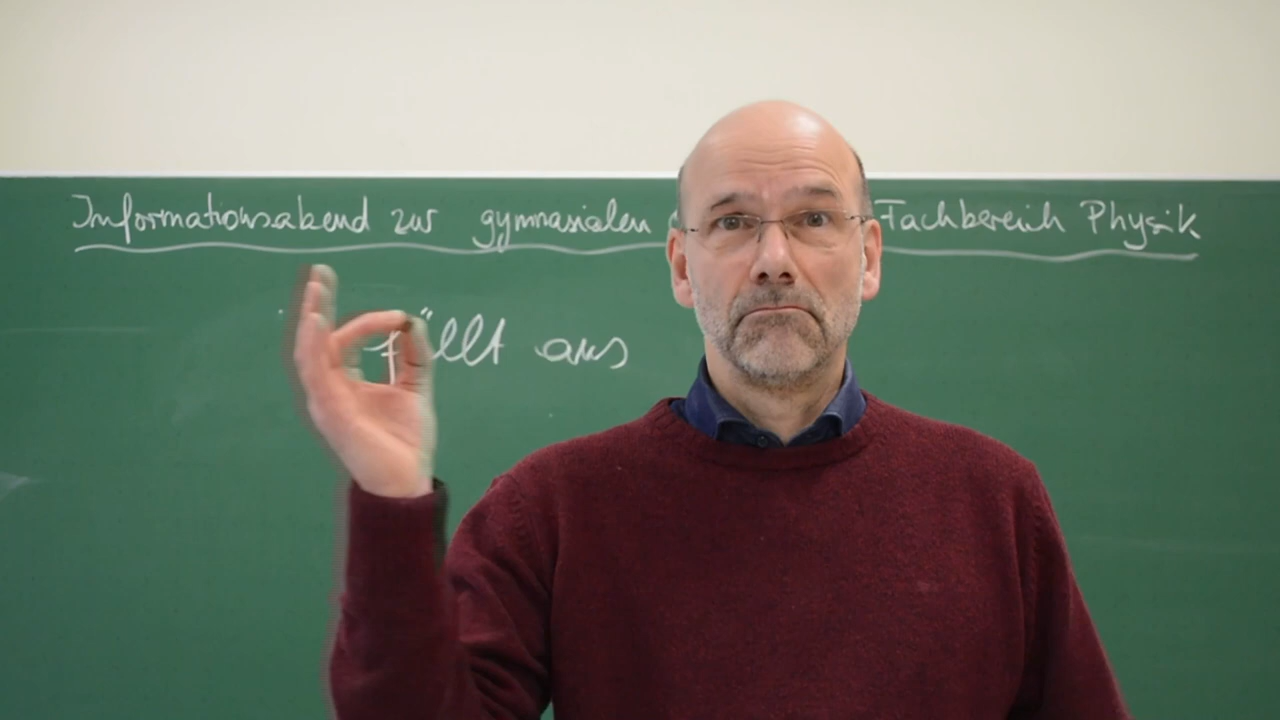 Informationsabend zur gymnasialen Fachbereich Physik
fällt aus